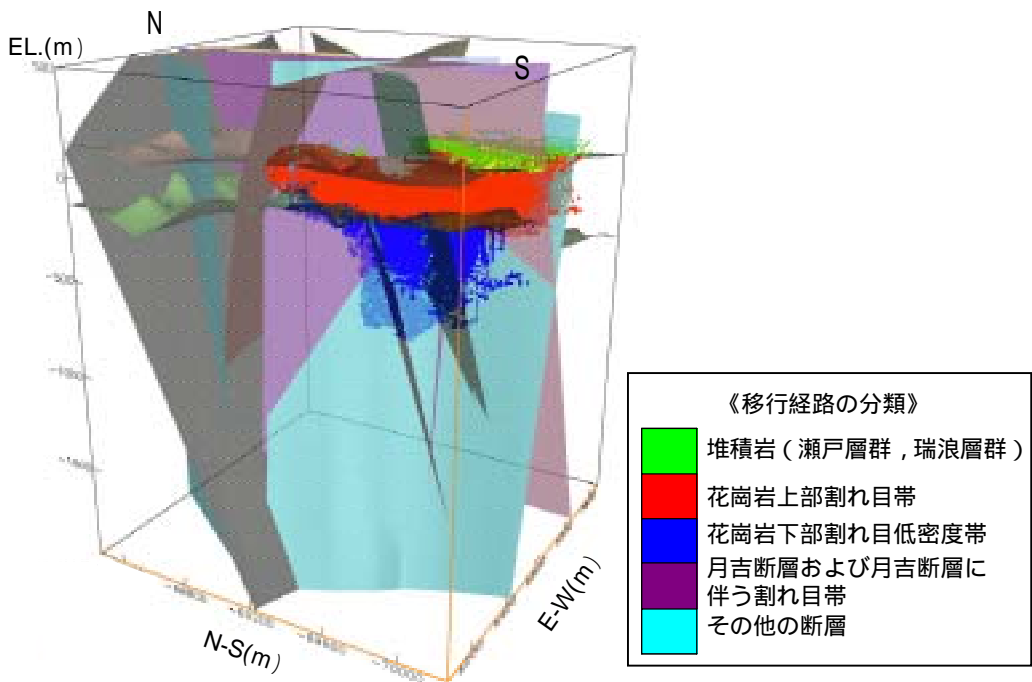 N
EL.(m)
S
0
-500
-1000
N-S(m)
E-W(m)
《移行経路の分類》
堆積岩(瀬戸層群,瑞浪層群)
花崗岩上部割れ目帯
花崗岩下部割れ目低密度帯
月吉断層および月吉断層に
伴う割れ目帯
その他の断層